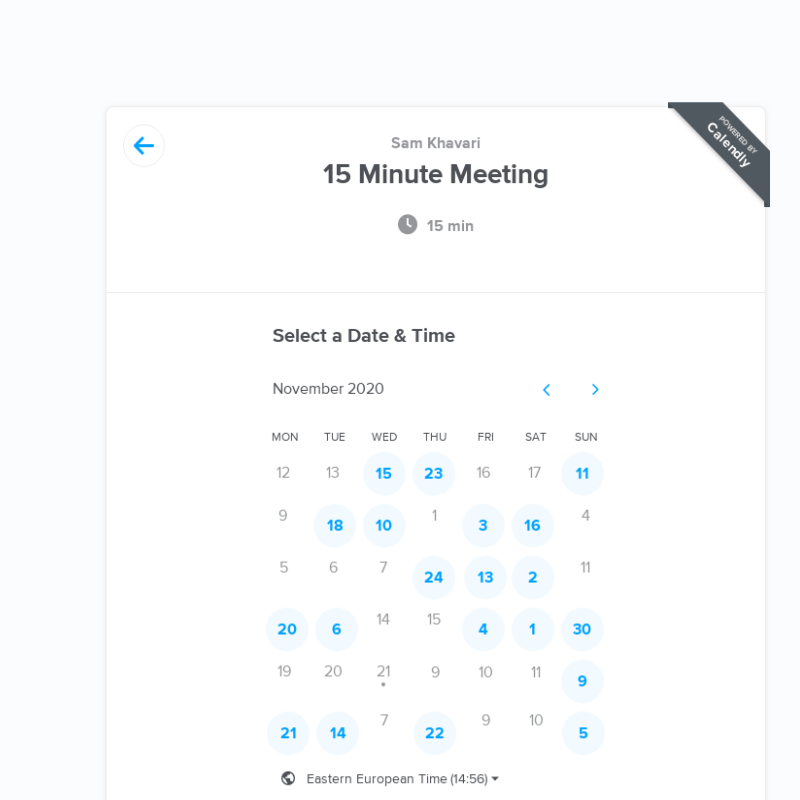 POWERED BY
Calendly
Sam Khavari
15 Minute Meeting
15 min
Select a Date & Time
November 2020
MON TUE WED THU FRI SAT SUN
12 13 15 23 16 17 11
9 18 10 1 3 16 4
5 6 7 24 13 2 11
20 6 14 15 4 1 30
19 20 21 9 10 11 9
21 14 7 22 9 10 5
Eastern European Time (14:56)